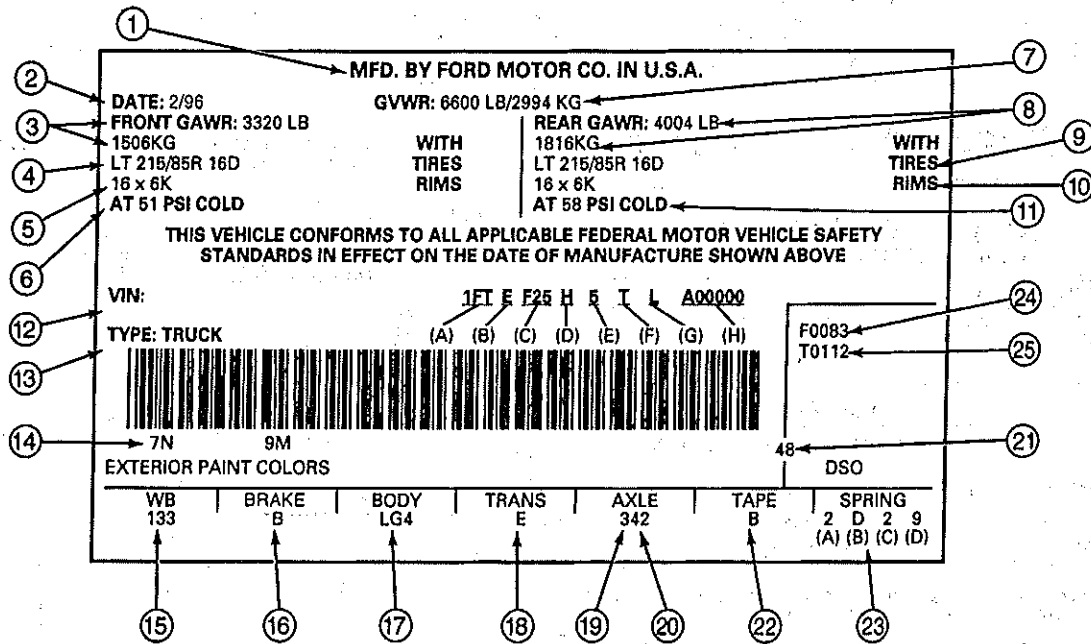 1
MFD. BY FORD MOTOR CO. IN U.S.A.
7
2
DATE: 2/96 GVWR: 6600 LB/2994 KG
3
FRONT GAWR: 3320 LB REAR GAWR: 4004 LB
8
1506KG WITH 1816KG WITH
9
4
LT 215/85R 16D TIRES LT 215/85R 16D TIRES
5
16 x 6K RIMS 16 x 6K RIMS
10
6
AT 51 PSI COLD AT 58 PSI COLD
11
THIS VEHICLE CONFORMS TO ALL APPLICABLE FEDERAL MOTOR VEHICLE SAFETY
STANDARDS IN EFFECT ON THE DATE OF MANUFACTURE SHOWN ABOVE
12
VIN: 1FT E F25 H 5 T L A00000
24
F0083
13
TYPE: TRUCK (A) (B) (C) (D) (E) (F) (G) (H)
T0112
25
14
7N 9M
48
21
EXTERIOR PAINT COLORS DSO
WB BRAKE BODY TRANS AXLE TAPE SPRING
133 B LG4 E 342 B 2 D 2 9
(A) (B) (C) (D)
15 16 17 18 19 20 22 23